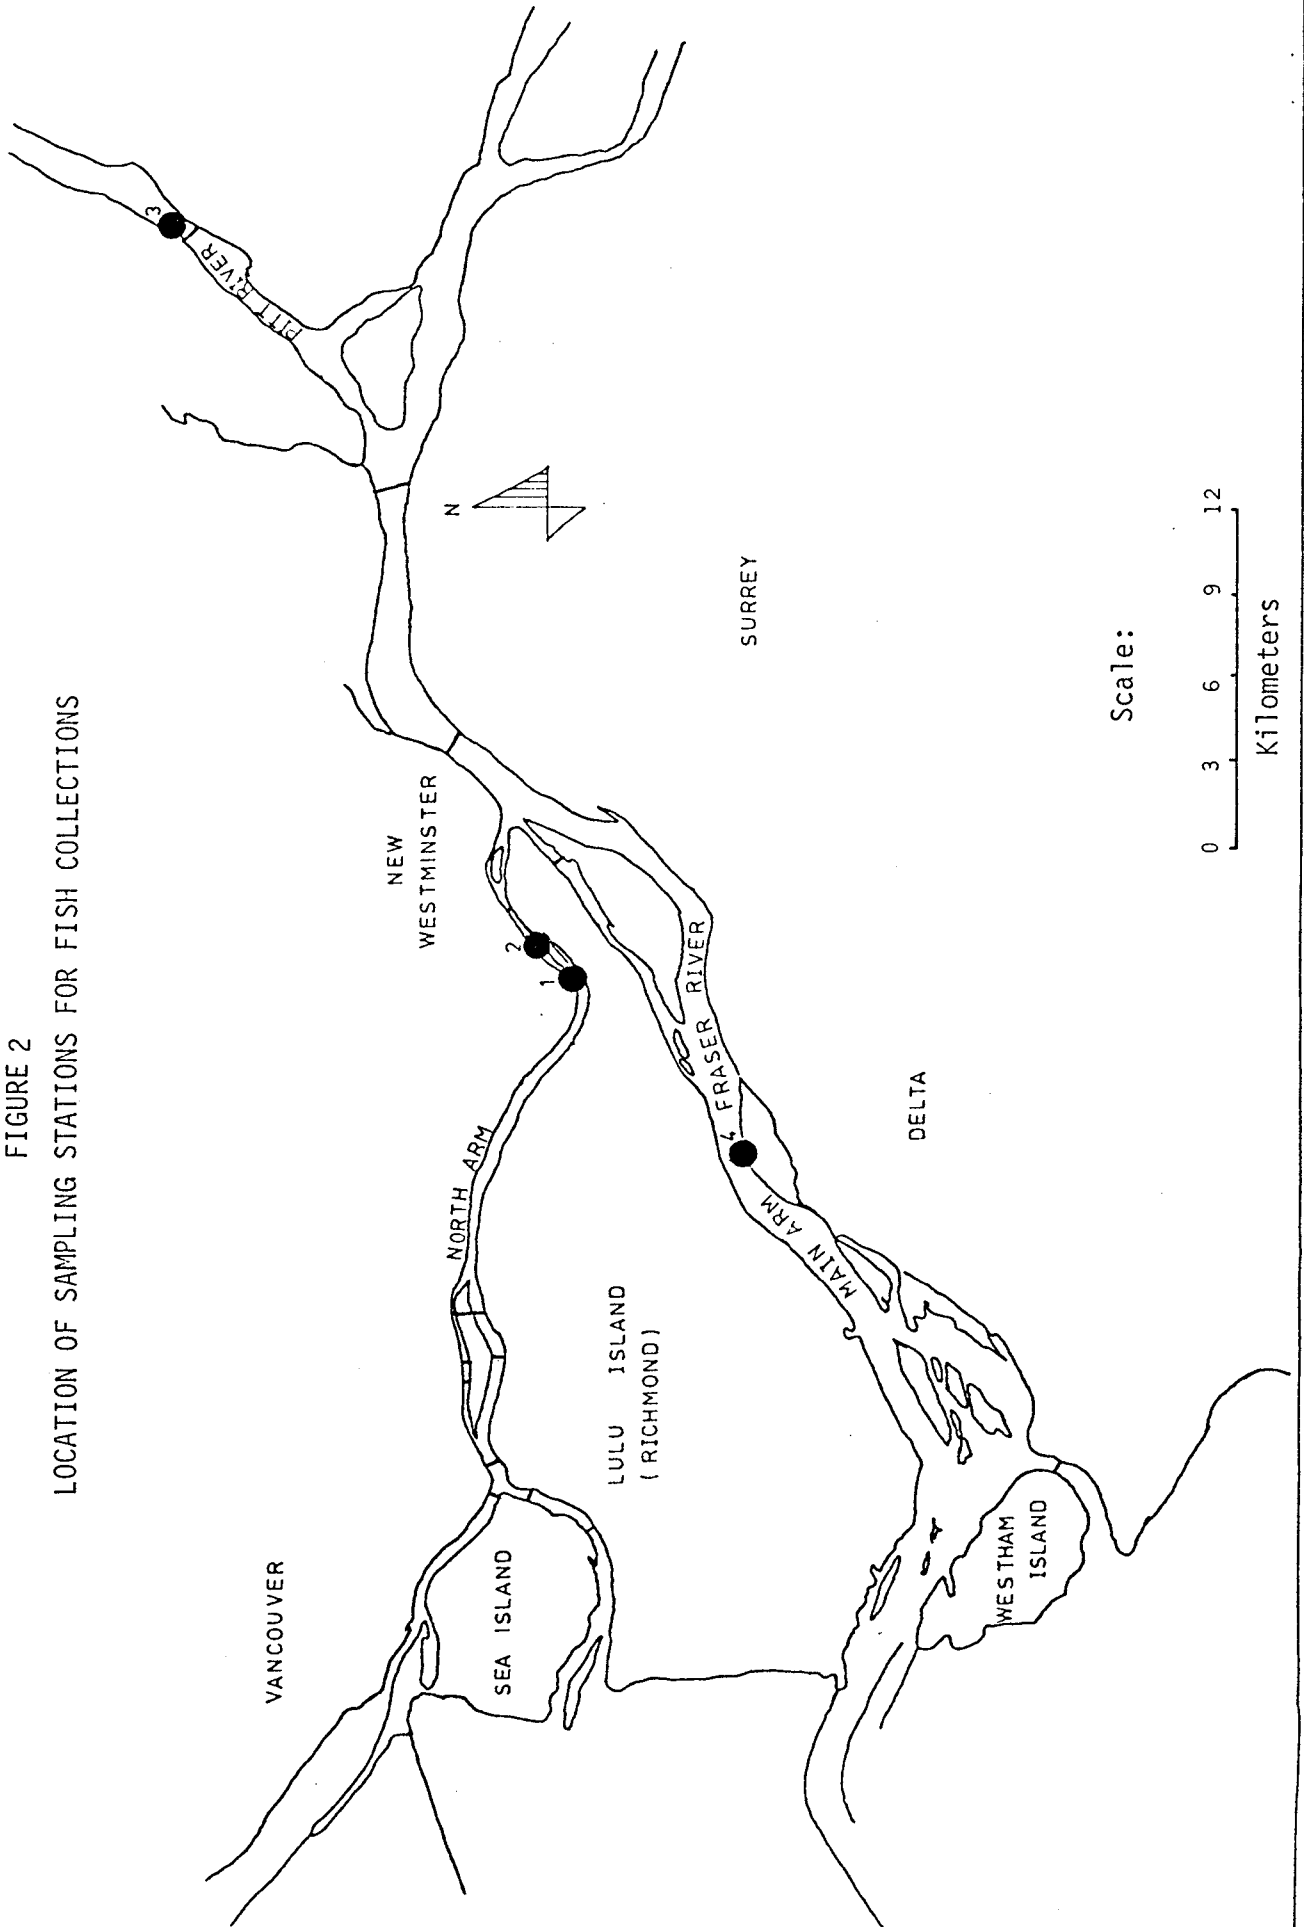 FIGURE 2
LOCATION OF SAMPLING STATIONS FOR FISH COLLECTIONS
VANCOUVER
SEA ISLAND
LULU ISLAND
(RICHMOND)
WESTHAM
ISLAND
NORTH ARM
MAIN ARM
FRASER RIVER
DELTA
NEW
WESTMINSTER
SURREY
PITT RIVER
1
2
3
4
N
Scale:
0 3 6 9 12
Kilometers